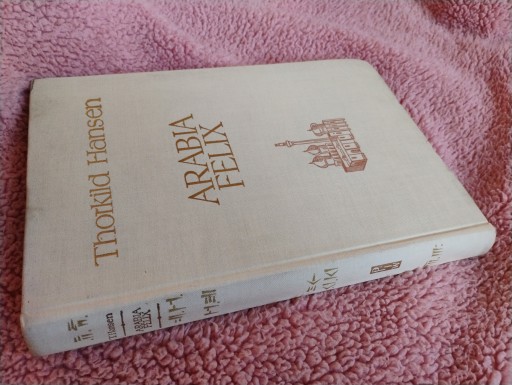 Thorkild Hansen
ARABIA
FELIX
T.Hansen
ARABIA
FELIX